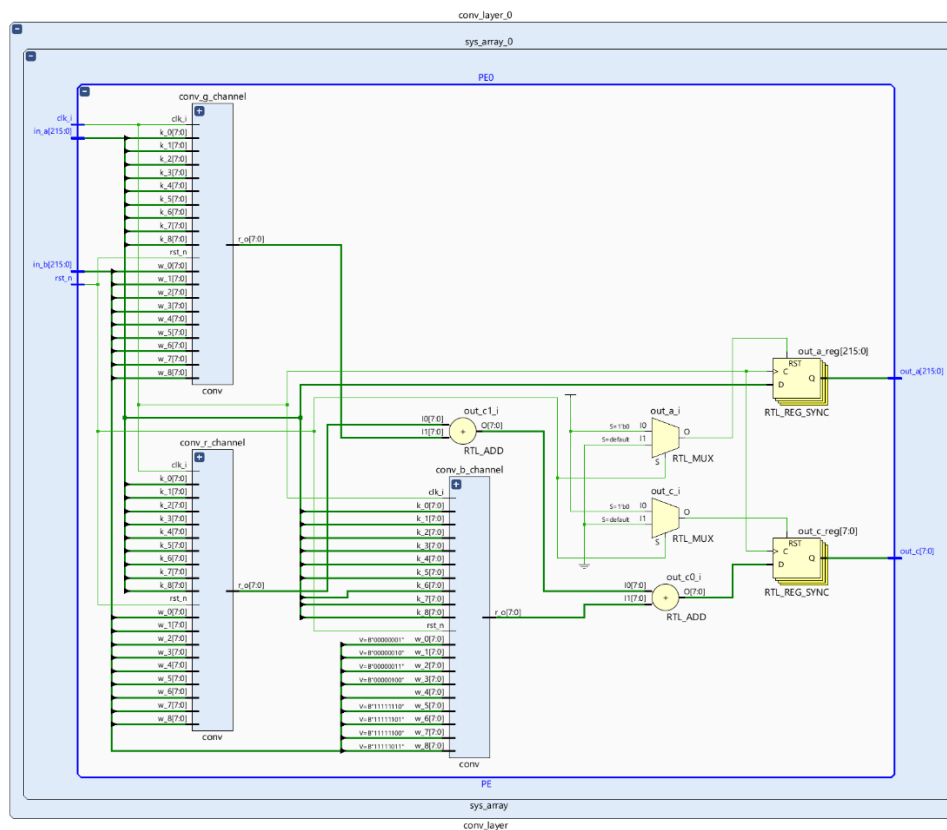 conv_layer_0
sys_array_0
PE0
conv_g_channel
clk_i
in_a[215:0]
in_b[215:0]
rst_n
clk_i
k_0[7:0]
k_1[7:0]
k_2[7:0]
k_3[7:0]
k_4[7:0]
k_5[7:0]
k_6[7:0]
k_7[7:0]
k_8[7:0]
rst_n
w_0[7:0]
w_1[7:0]
w_2[7:0]
w_3[7:0]
w_4[7:0]
w_5[7:0]
w_6[7:0]
w_7[7:0]
w_8[7:0]
r_o[7:0]
conv
conv_r_channel
clk_i
k_0[7:0]
k_1[7:0]
k_2[7:0]
k_3[7:0]
k_4[7:0]
k_5[7:0]
k_6[7:0]
k_7[7:0]
k_8[7:0]
rst_n
w_0[7:0]
w_1[7:0]
w_2[7:0]
w_3[7:0]
w_4[7:0]
w_5[7:0]
w_6[7:0]
w_7[7:0]
w_8[7:0]
r_o[7:0]
conv
out_c1_i
I0[7:0]
I1[7:0]
O[7:0]
RTL_ADD
conv_b_channel
clk_i
k_0[7:0]
k_1[7:0]
k_2[7:0]
k_3[7:0]
k_4[7:0]
k_5[7:0]
k_6[7:0]
k_7[7:0]
k_8[7:0]
rst_n
V=B"00000001" w_0[7:0]
V=B"00000010" w_1[7:0]
V=B"00000011" w_2[7:0]
V=B"00000100" w_3[7:0]
w_4[7:0]
V=B"11111110" w_5[7:0]
V=B"11111101" w_6[7:0]
V=B"11111100" w_7[7:0]
V=B"11111011" w_8[7:0]
r_o[7:0]
conv
out_a_i
S=1'b0 I0
S=default I1
S
O
RTL_MUX
out_c_i
S=1'b0 I0
S=default I1
S
O
RTL_MUX
out_c0_i
I0[7:0]
I1[7:0]
O[7:0]
RTL_ADD
out_a_reg[215:0]
RST
C
D
Q
RTL_REG_SYNC
out_a[215:0]
out_c_reg[7:0]
RST
C
D
Q
RTL_REG_SYNC
out_c[7:0]
PE
sys_array
conv_layer